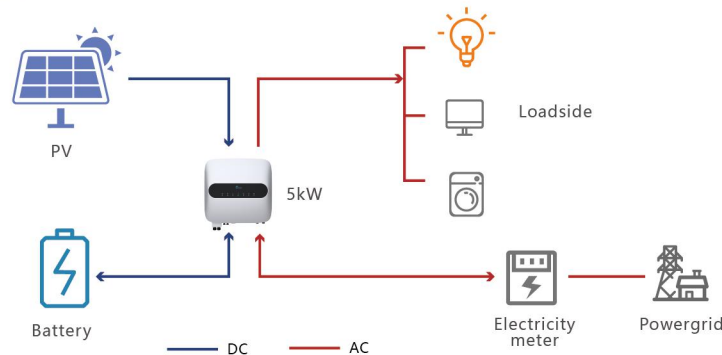 PV
Loadside
5kW
Battery
Electricity
meter
Powergrid
DC
AC